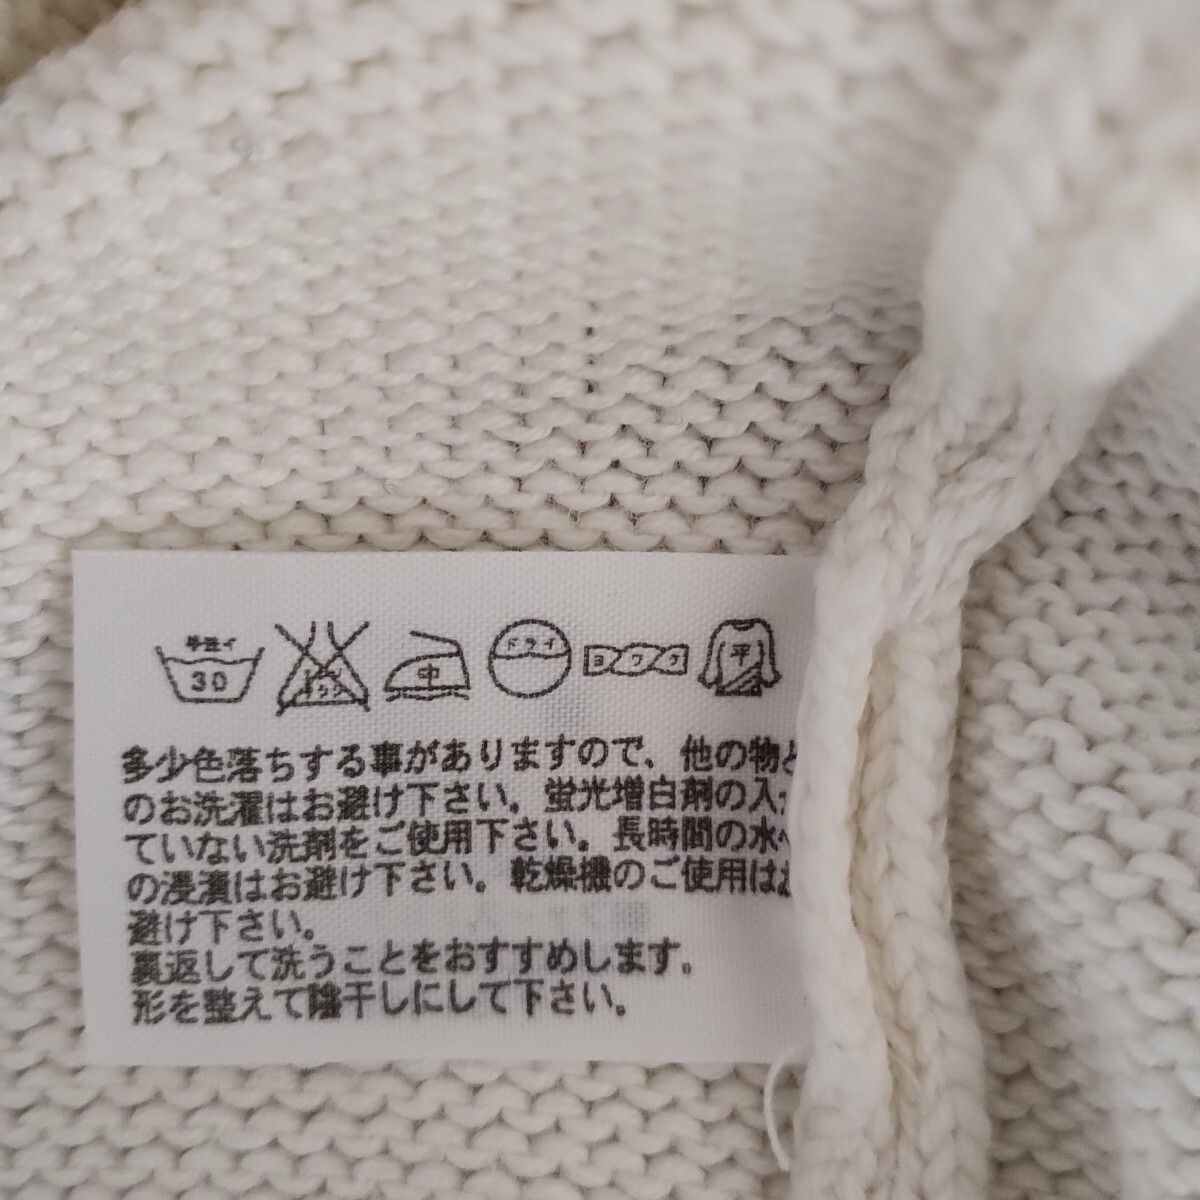 手洗イ 30 エンソサラシ 中 ドライ ヨワク 平
多少色落ちする事がありますので、他の物と
のお洗濯はお避け下さい。蛍光増白剤の入っ
ていない洗剤をご使用下さい。長時間の水へ
の浸漬はお避け下さい。乾燥機のご使用はお
避け下さい。
裏返して洗うことをおすすめします。
形を整えて陰干しにして下さい。